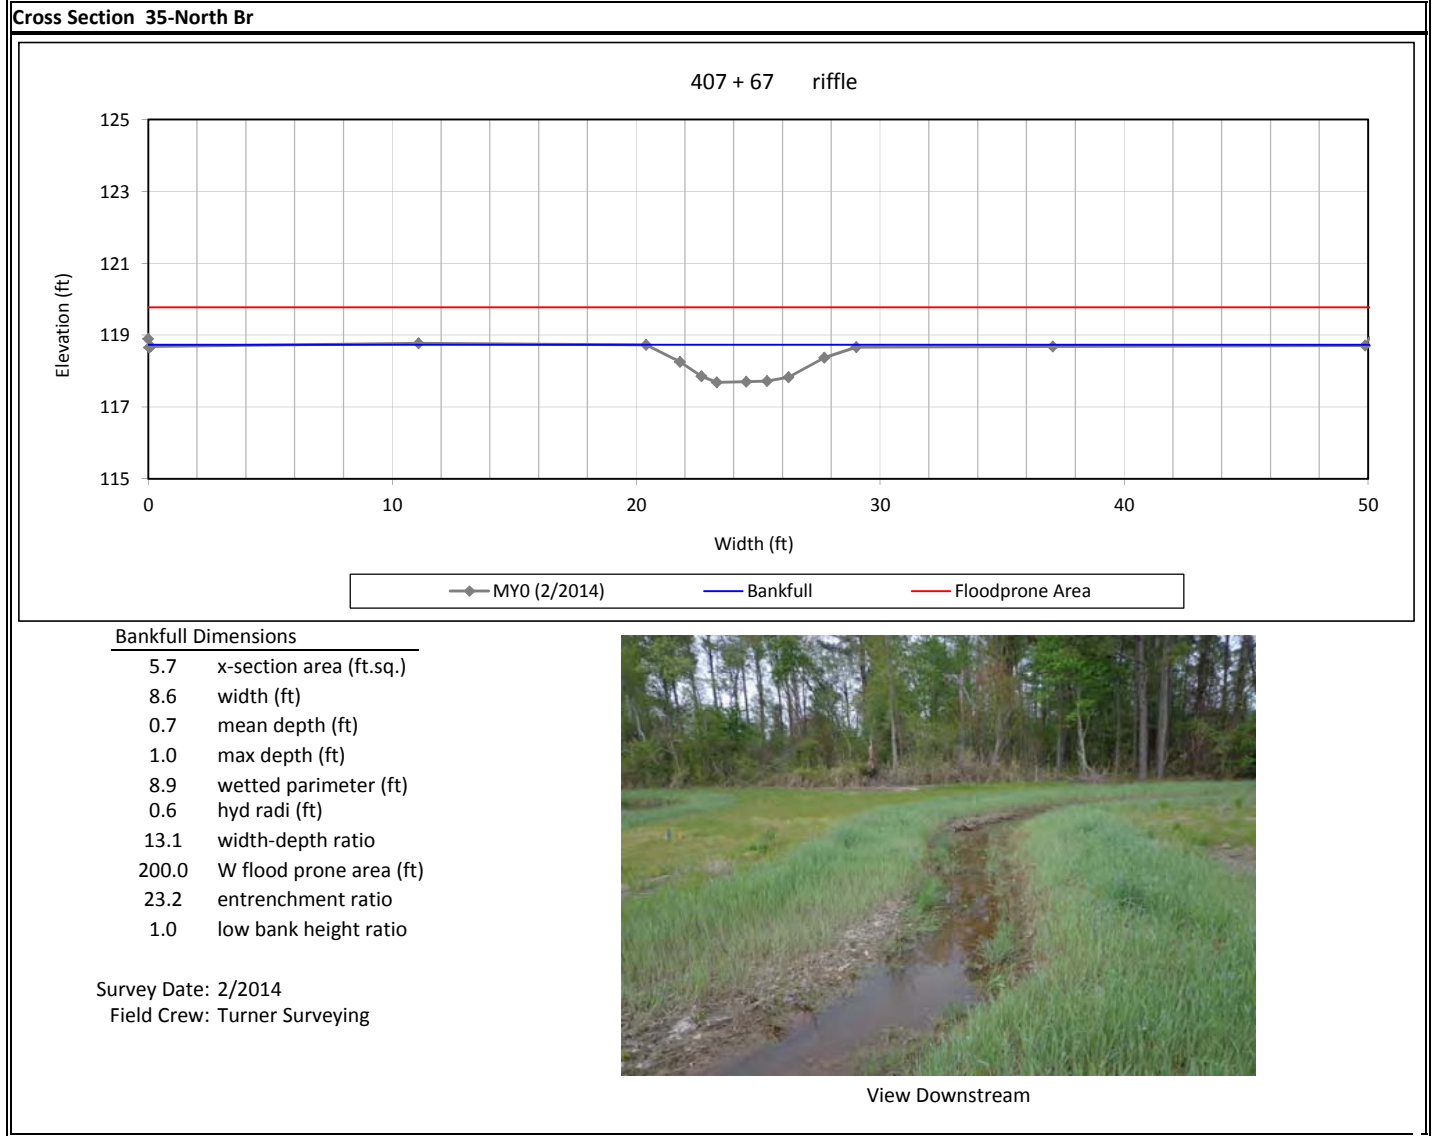 Cross Section 35-North Br
407 + 67 riffle
125
123
121
119
117
115
Elevation (ft)
0 10 20 30 40 50
Width (ft)
MY0 (2/2014) Bankfull Floodprone Area
Bankfull Dimensions
5.7 x-section area (ft.sq.)
8.6 width (ft)
0.7 mean depth (ft)
1.0 max depth (ft)
8.9 wetted parimeter (ft)
0.6 hyd radi (ft)
13.1 width-depth ratio
200.0 W flood prone area (ft)
23.2 entrenchment ratio
1.0 low bank height ratio
Survey Date: 2/2014
Field Crew: Turner Surveying
View Downstream